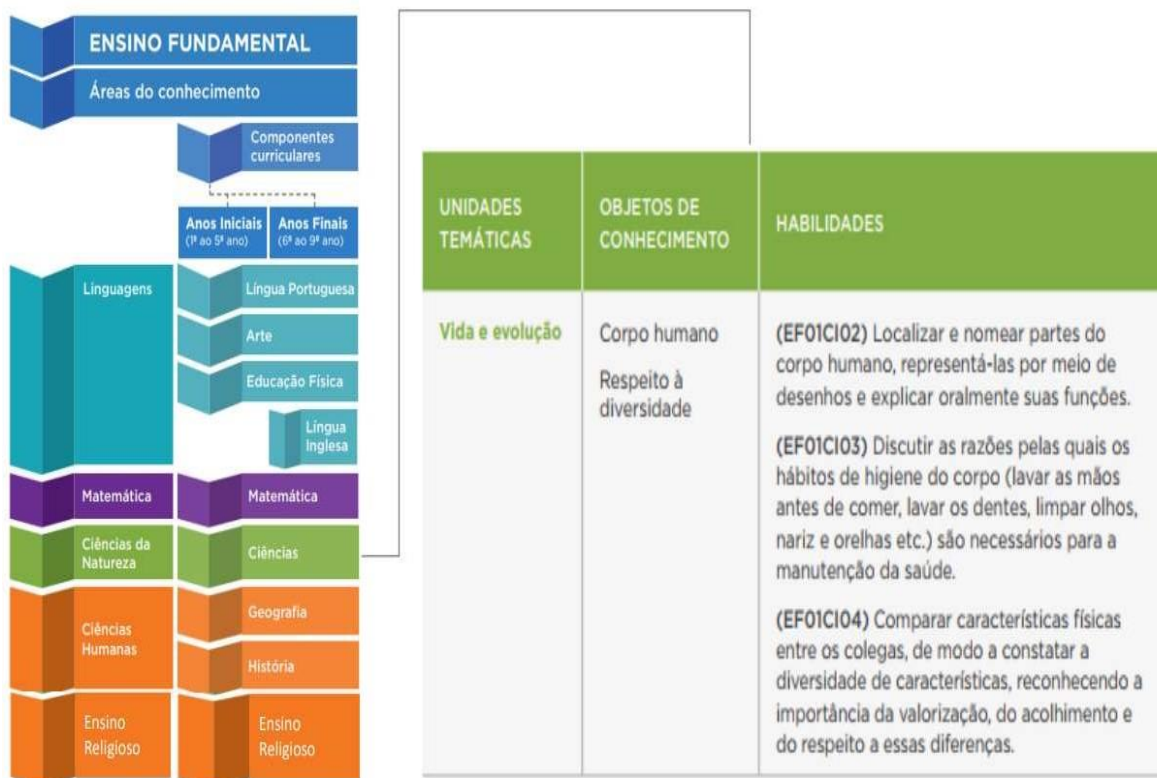 ENSINO FUNDAMENTAL
Áreas do conhecimento
Componentes
curriculares
Anos Iniciais
(1º ao 5º ano)
Anos Finais
(6º ao 9º ano)
Linguagens
Língua Portuguesa
Arte
Educação Física
Língua
Inglesa
Matemática
Matemática
Ciências da
Natureza
Ciências
Ciências
Humanas
Geografia
História
Ensino
Religioso
Ensino
Religioso
UNIDADES
TEMÁTICAS
OBJETOS DE
CONHECIMENTO
HABILIDADES
Vida e evolução
Corpo humano
Respeito à
diversidade
(EF01CI02) Localizar e nomear partes do
corpo humano, representá-las por meio de
desenhos e explicar oralmente suas funções.
(EF01CI03) Discutir as razões pelas quais os
hábitos de higiene do corpo (lavar as mãos
antes de comer, lavar os dentes, limpar olhos,
nariz e orelhas etc.) são necessários para a
manutenção da saúde.
(EF01CI04) Comparar características físicas
entre os colegas, de modo a constatar a
diversidade de características, reconhecendo a
importância da valorização, do acolhimento e
do respeito a essas diferenças.